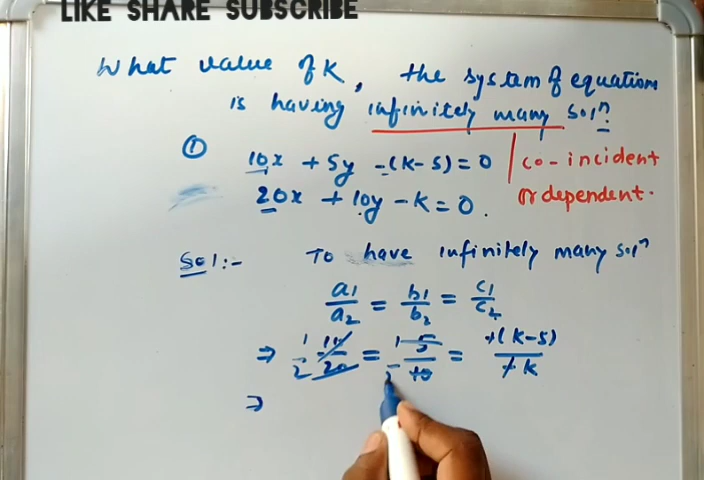 LIKE SHARE SUBSCRIBE
What value of K, the system of equations
is having infinitely many solⁿ.
① 10x + 5y -(k-5)=0 / co-incident
20x + 10y - k = 0. or dependent.
Sol:- To have infinitely many solⁿ
a1/a2 = b1/b2 = c1/c2
⇒ 1/2 10/20 = 1/2 5/10 = +(k-5)/+k
⇒